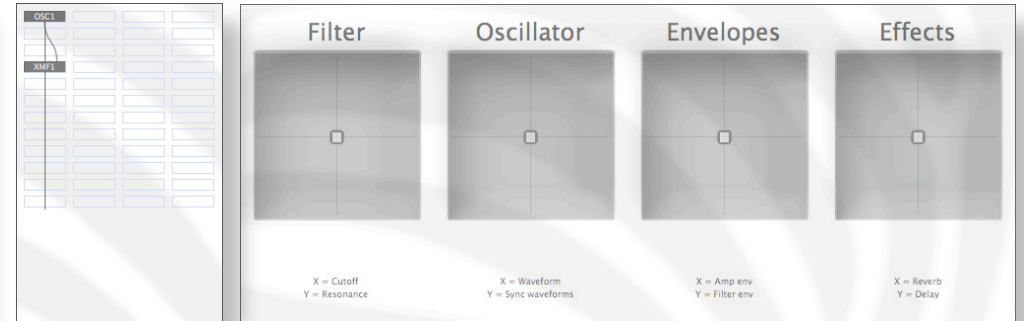 OSC1
XMF1
Filter Oscillator Envelopes Effects
X = Cutoff
Y = Resonance
X = Waveform
Y = Sync waveforms
X = Amp env
Y = Filter env
X = Reverb
Y = Delay